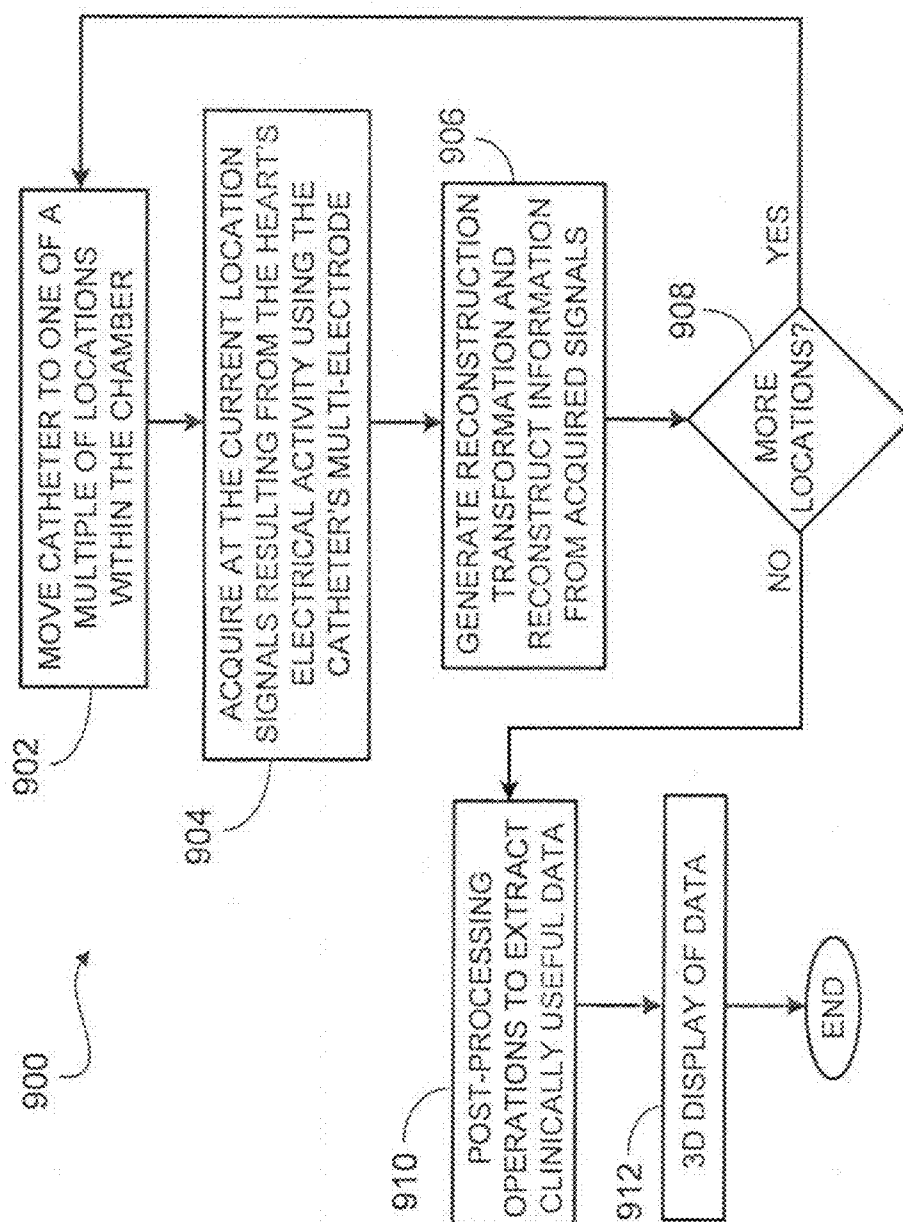 900
902
MOVE CATHETER TO ONE OF A
MULTIPLE OF LOCATIONS
WITHIN THE CHAMBER
904
ACQUIRE AT THE CURRENT LOCATION
SIGNALS RESULTING FROM THE HEART'S
ELECTRICAL ACTIVITY USING THE
CATHETER'S MULTI-ELECTRODE
906
GENERATE RECONSTRUCTION
TRANSFORMATION AND
RECONSTRUCT INFORMATION
FROM ACQUIRED SIGNALS
908
MORE
LOCATIONS?
YES
NO
910
POST-PROCESSING
OPERATIONS TO EXTRACT
CLINICALLY USEFUL DATA
912
3D DISPLAY OF DATA
END